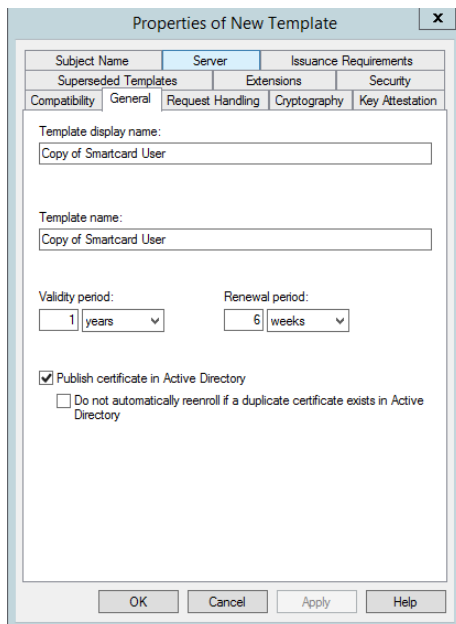 Properties of New Template
x
Subject Name Server Issuance Requirements
Superseded Templates Extensions Security
Compatibility General Request Handling Cryptography Key Attestation
Template display name:
Copy of Smartcard User
Template name:
Copy of Smartcard User
Validity period: Renewal period:
1 years 6 weeks
Publish certificate in Active Directory
Do not automatically reenroll if a duplicate certificate exists in Active
Directory
OK Cancel Apply Help